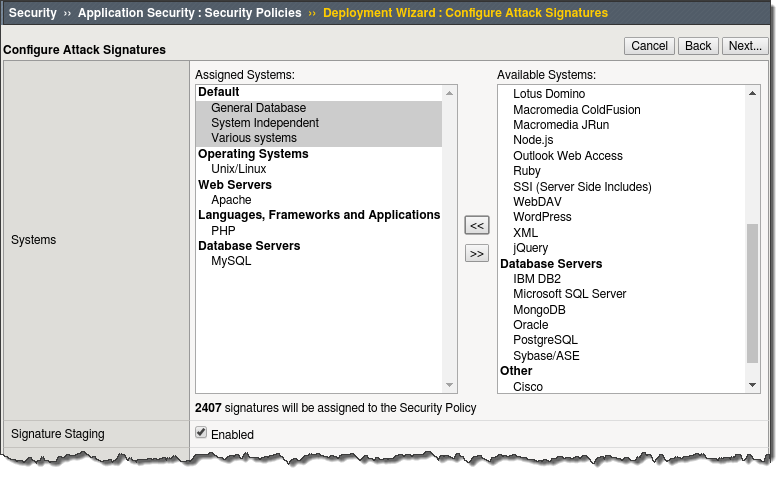 Security ›› Application Security : Security Policies ›› Deployment Wizard : Configure Attack Signatures
Configure Attack Signatures
Cancel Back Next...
Systems
Assigned Systems:
Default
General Database
System Independent
Various systems
Operating Systems
Unix/Linux
Web Servers
Apache
Languages, Frameworks and Applications
PHP
Database Servers
MySQL
<<
>>
Available Systems:
Lotus Domino
Macromedia ColdFusion
Macromedia JRun
Node.js
Outlook Web Access
Ruby
SSI (Server Side Includes)
WebDAV
WordPress
XML
jQuery
Database Servers
IBM DB2
Microsoft SQL Server
MongoDB
Oracle
PostgreSQL
Sybase/ASE
Other
Cisco
2407 signatures will be assigned to the Security Policy
Signature Staging
Enabled